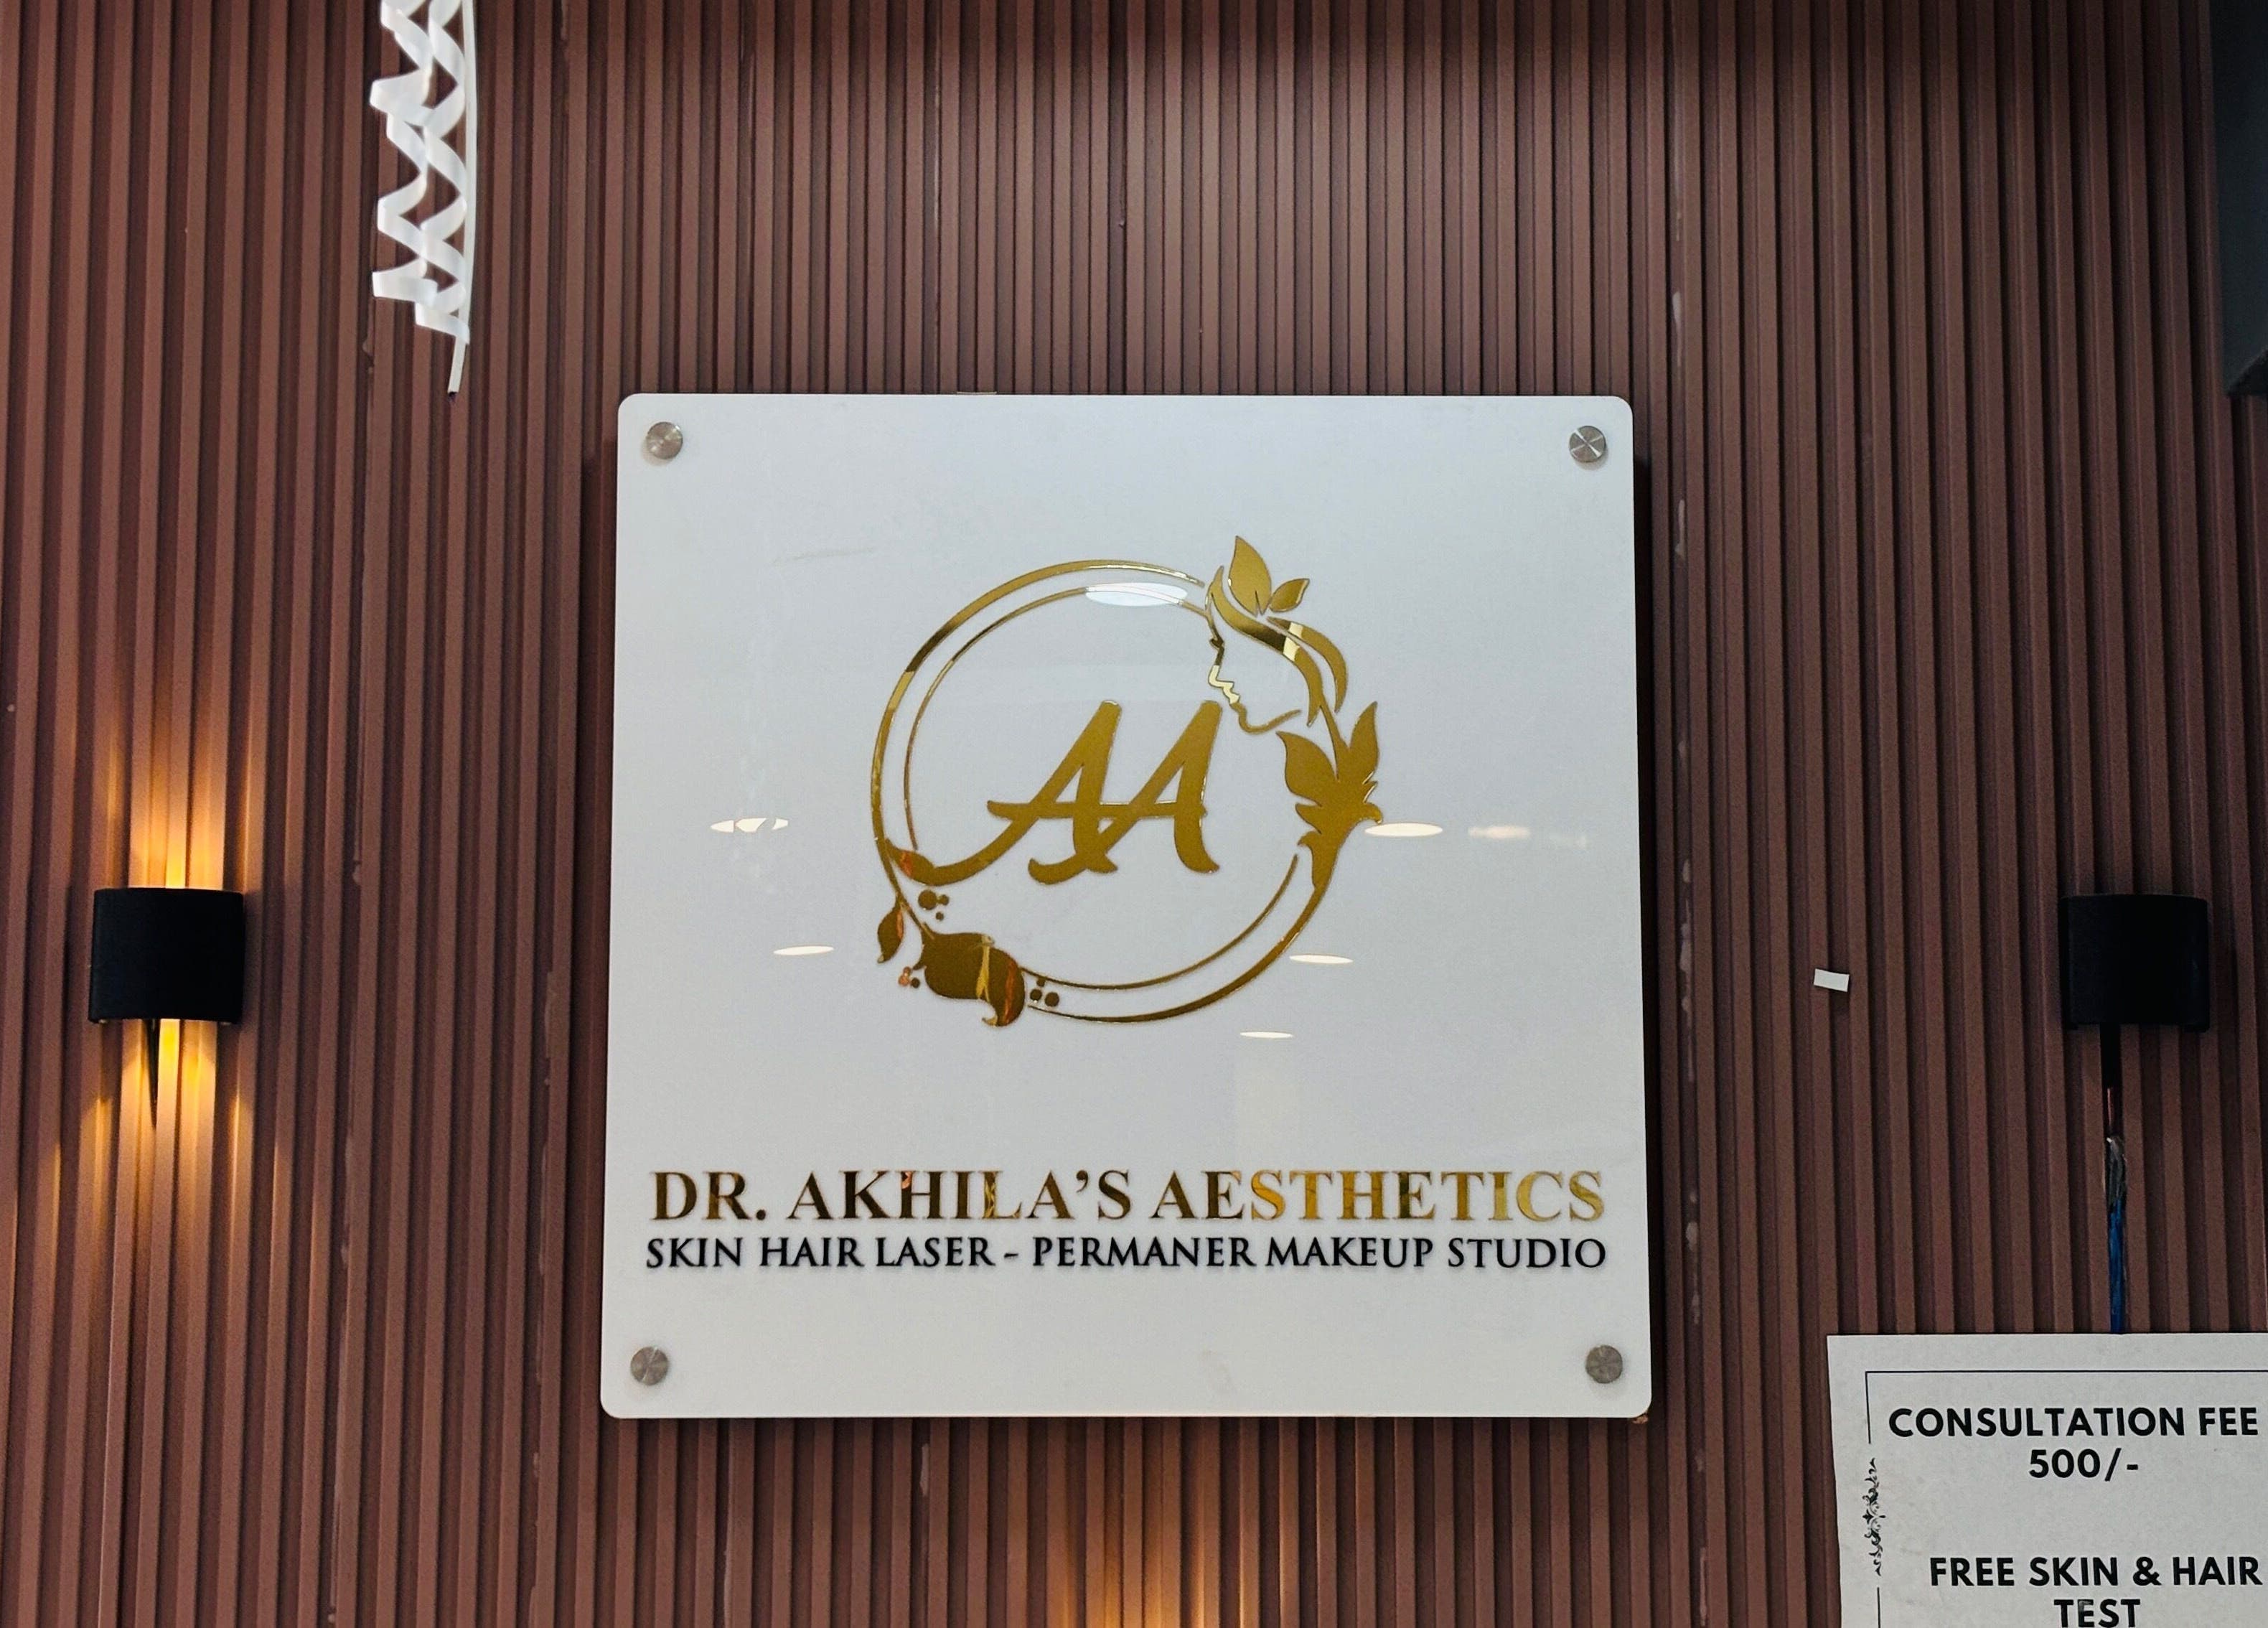 AA
DR. AKHILA'S AESTHETICS
SKIN HAIR LASER - PERMANER MAKEUP STUDIO
CONSULTATION FEE
500/-
FREE SKIN & HAIR
TEST